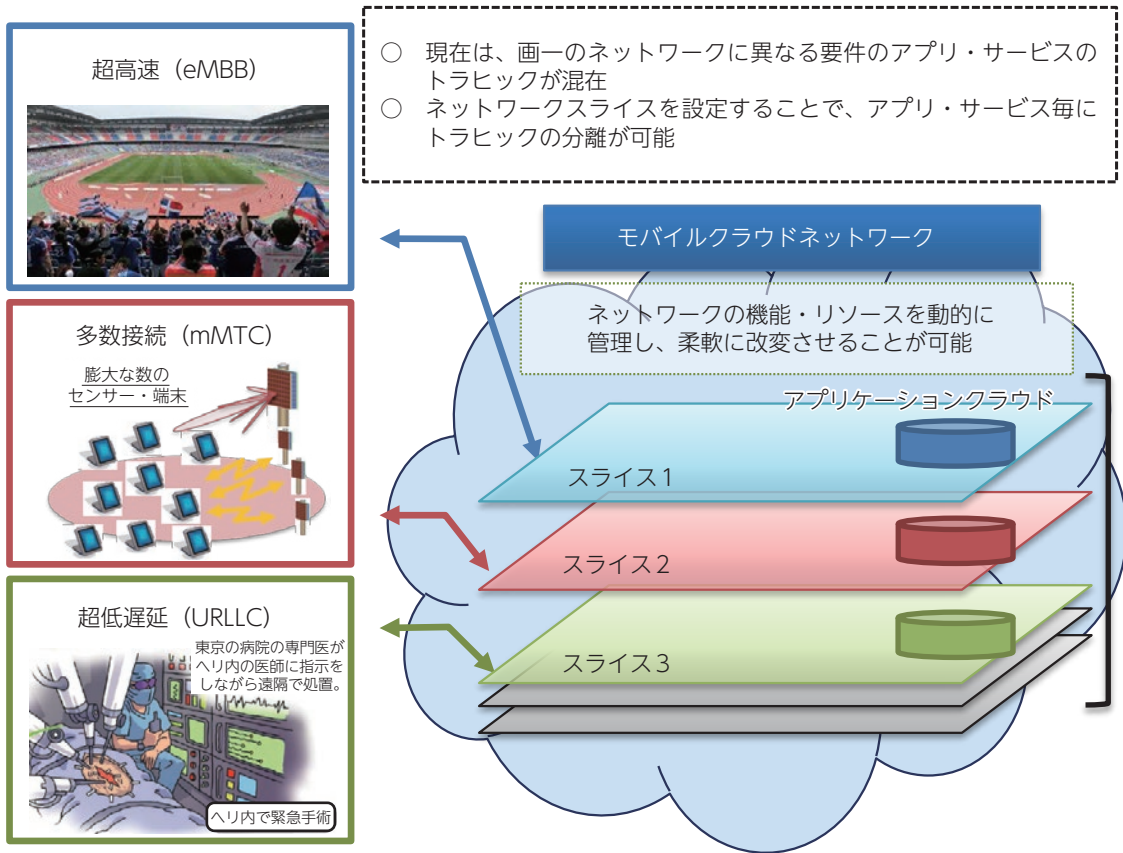 超高速（eMBB）
○　現在は、画一のネットワークに異なる要件のアプリ・サービスの
トラヒックが混在
○　ネットワークスライスを設定することで、アプリ・サービス毎に
トラヒックの分離が可能
モバイルクラウドネットワーク
ネットワークの機能・リソースを動的に
管理し、柔軟に改変させることが可能
多数接続（mMTC）
膨大な数の
センサー・端末
アプリケーションクラウド
スライス１
スライス２
スライス３
超低遅延（URLLC）
東京の病院の専門医が
ヘリ内の医師に指示を
しながら遠隔で処置。
ヘリ内で緊急手術